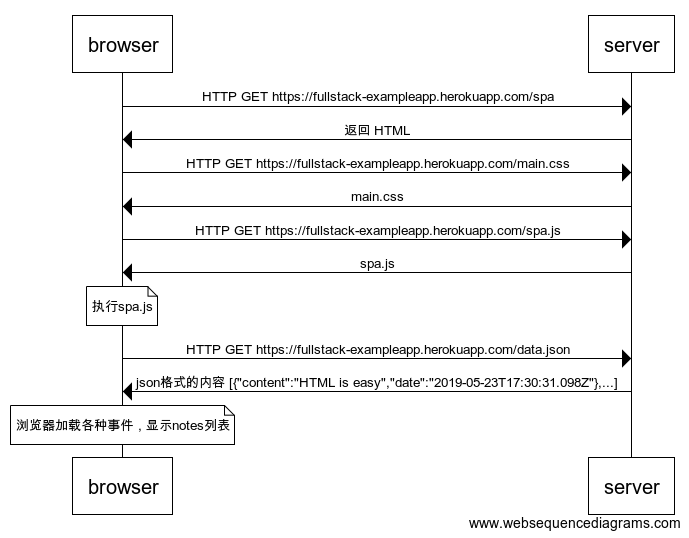 browser
server
HTTP GET https://fullstack-exampleapp.herokuapp.com/spa
返回 HTML
HTTP GET https://fullstack-exampleapp.herokuapp.com/main.css
main.css
HTTP GET https://fullstack-exampleapp.herokuapp.com/spa.js
spa.js
执行spa.js
HTTP GET https://fullstack-exampleapp.herokuapp.com/data.json
json格式的内容 [{"content":"HTML is easy","date":"2019-05-23T17:30:31.098Z"},...]
浏览器加载各种事件，显示notes列表
browser
server
www.websequencediagrams.com